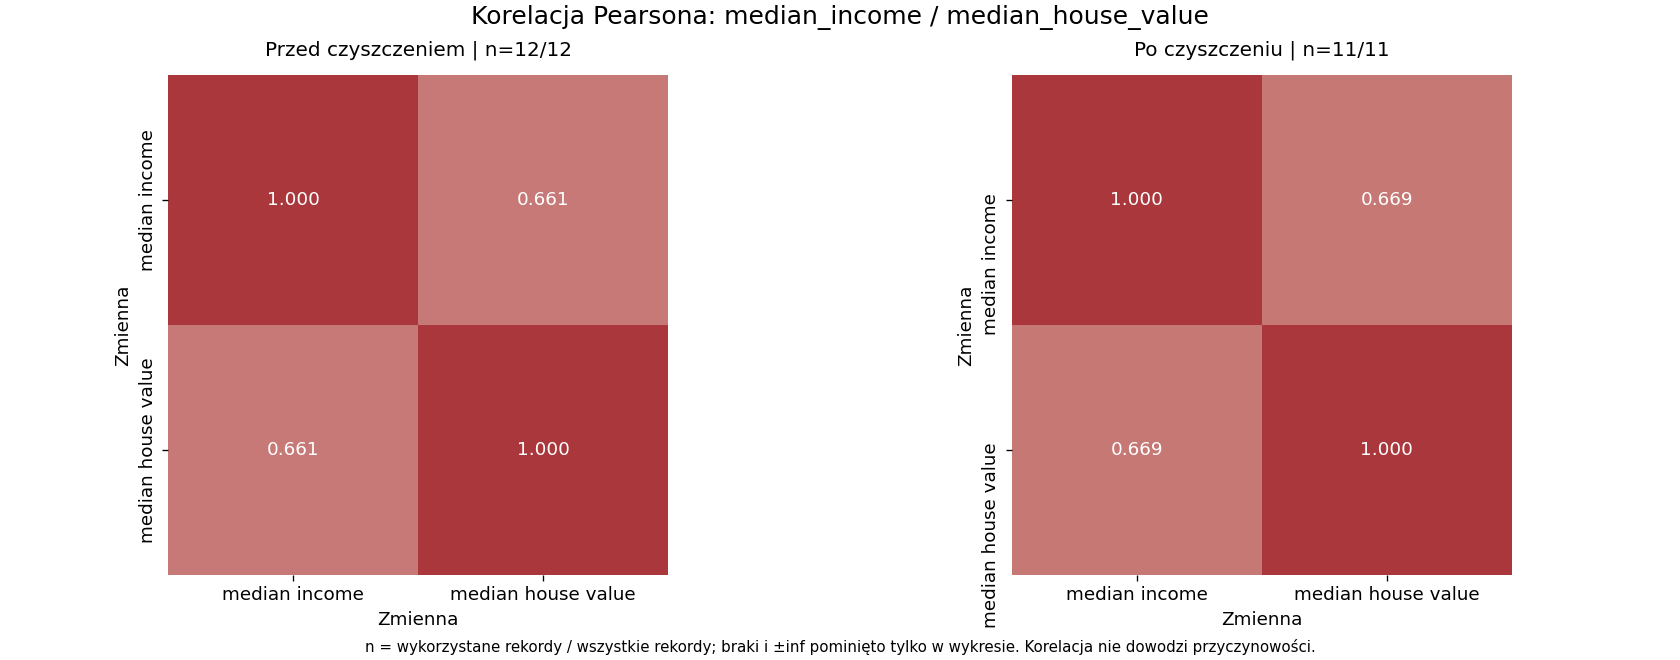 Korelacja Pearsona: median_income / median_house_value
Przed czyszczeniem | n=12/12
median income
median house value
Zmienna
1.000
0.661
0.661
1.000
median income
median house value
Zmienna
Po czyszczeniu | n=11/11
median income
median house value
Zmienna
1.000
0.669
0.669
1.000
median income
median house value
Zmienna
n = wykorzystane rekordy / wszystkie rekordy; braki i ±inf pominięto tylko w wykresie. Korelacja nie dowodzi przyczynowości.